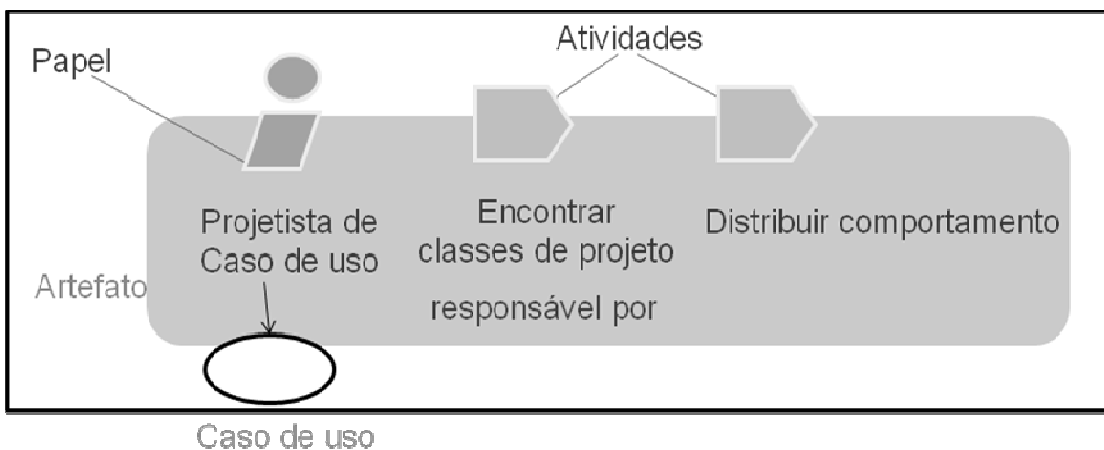 Atividades
Papel
Projetista de
Caso de uso
Encontrar
classes de projeto
Distribuir comportamento
Artefato
responsável por
Caso de uso